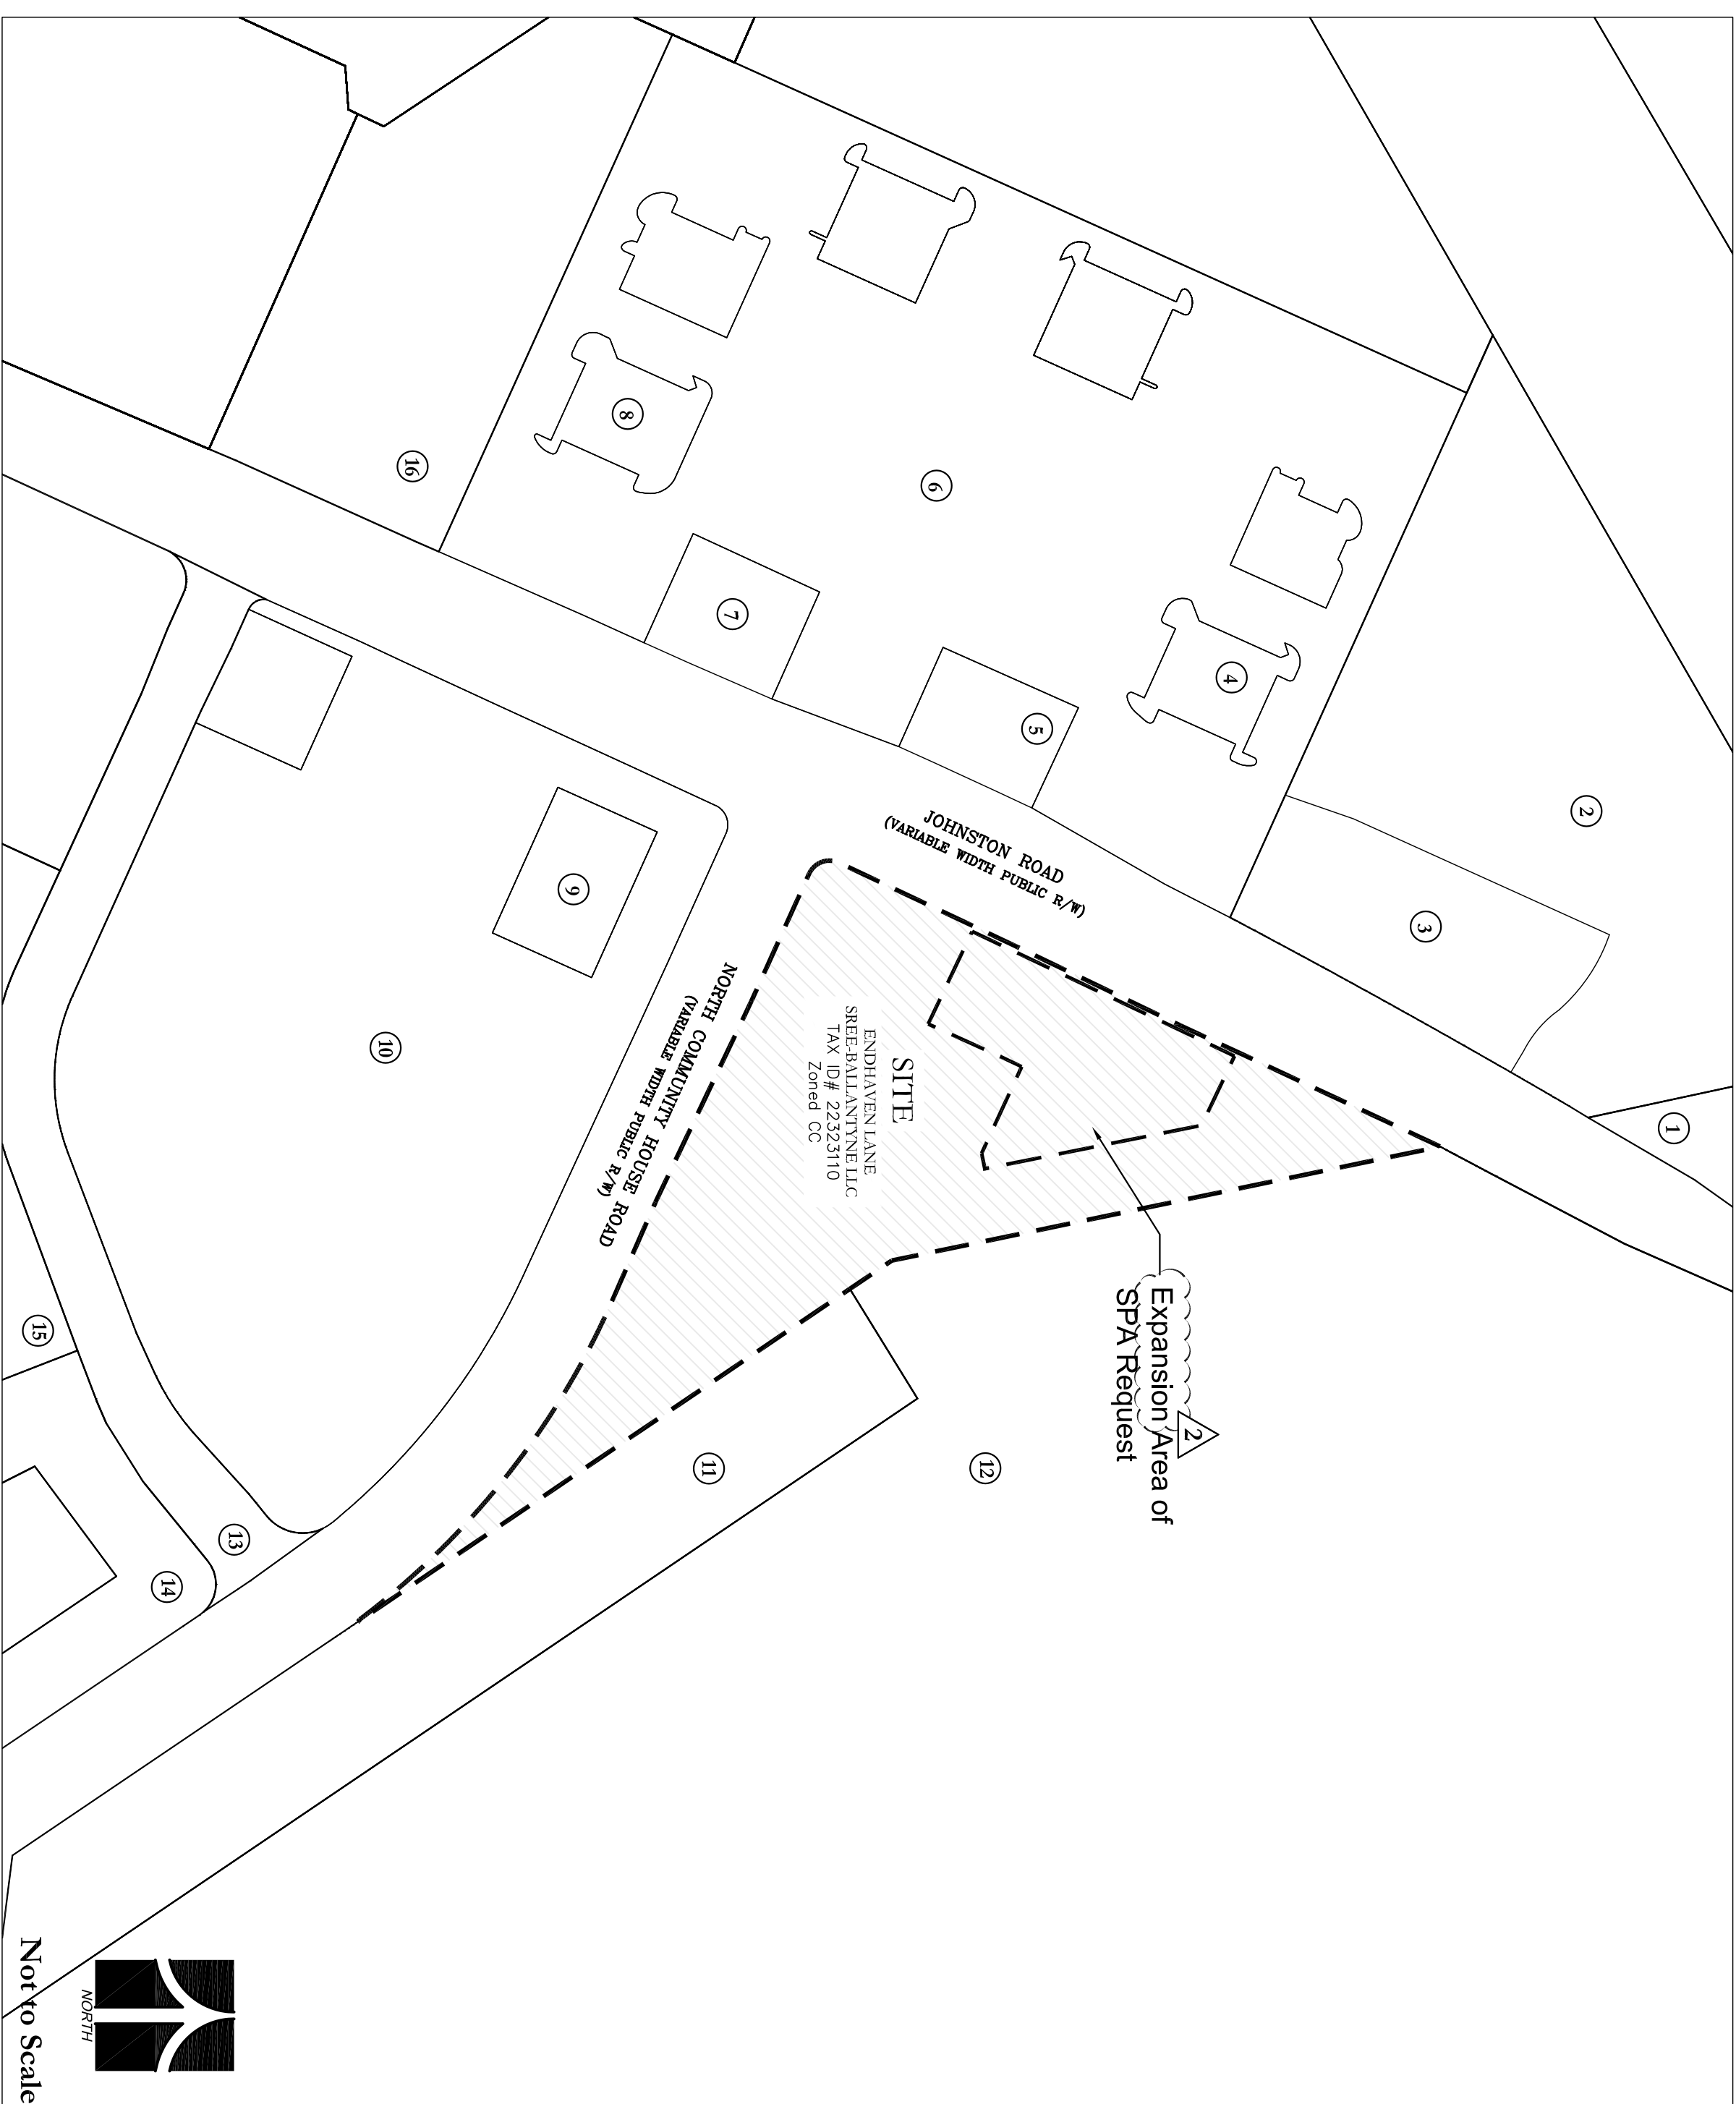 1
2
3
4
5
6
7
8
9
10
11
12
13
14
15
16
JOHNSTON ROAD
(VARIABLE WIDTH PUBLIC R/W)
SITE
ENDHAVEN LANE
SREE-BALLANTYNE LLC
TAX ID# 22323110
Zoned CC
NORTH COMMUNITY HOUSE ROAD
(VARIABLE WIDTH PUBLIC R/W)
2
Expansion Area of
SPA Request
NORTH
Not to Scale